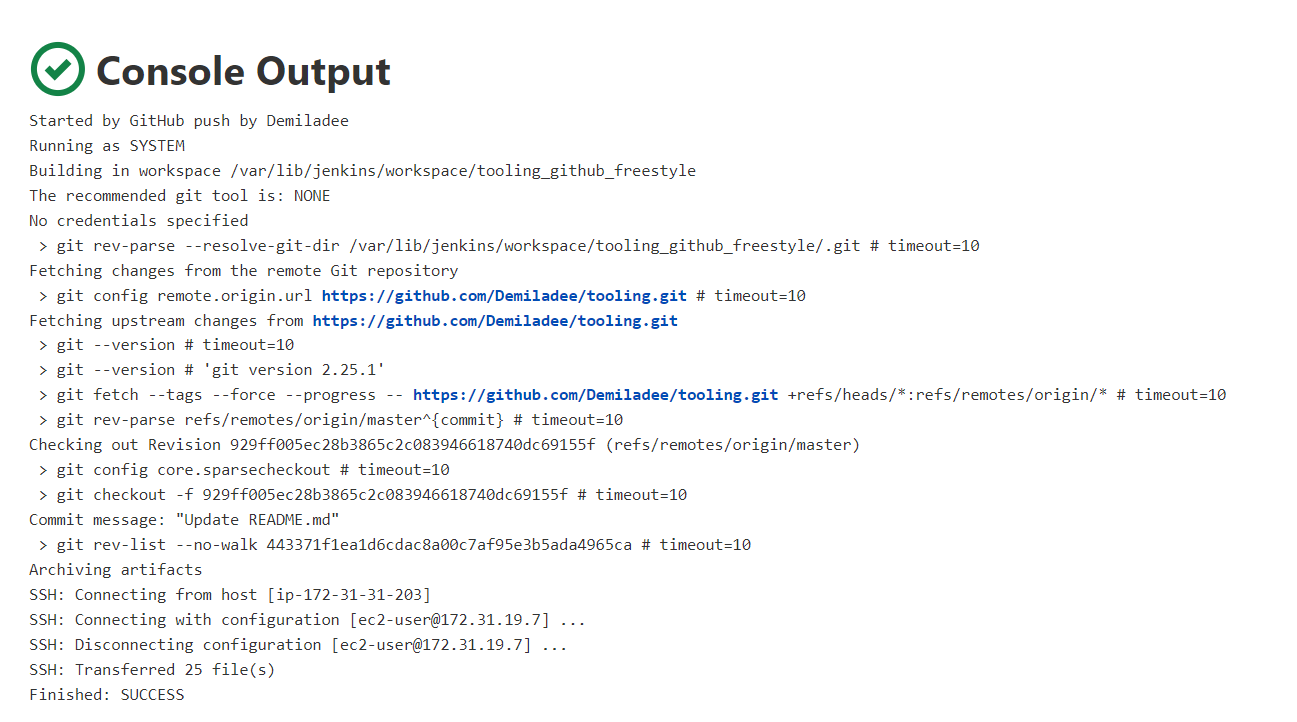 Console Output
Started by GitHub push by Demiladee
Running as SYSTEM
Building in workspace /var/lib/jenkins/workspace/tooling_github_freestyle
The recommended git tool is: NONE
No credentials specified
 > git rev-parse --resolve-git-dir /var/lib/jenkins/workspace/tooling_github_freestyle/.git # timeout=10
Fetching changes from the remote Git repository
 > git config remote.origin.url https://github.com/Demiladee/tooling.git # timeout=10
Fetching upstream changes from https://github.com/Demiladee/tooling.git
 > git --version # timeout=10
 > git --version # 'git version 2.25.1'
 > git fetch --tags --force --progress -- https://github.com/Demiladee/tooling.git +refs/heads/*:refs/remotes/origin/* # timeout=10
 > git rev-parse refs/remotes/origin/master^{commit} # timeout=10
Checking out Revision 929ff005ec28b3865c2c083946618740dc69155f (refs/remotes/origin/master)
 > git config core.sparsecheckout # timeout=10
 > git checkout -f 929ff005ec28b3865c2c083946618740dc69155f # timeout=10
Commit message: "Update README.md"
 > git rev-list --no-walk 443371f1ea1d6cdac8a00c7af95e3b5ada4965ca # timeout=10
Archiving artifacts
SSH: Connecting from host [ip-172-31-31-203]
SSH: Connecting with configuration [ec2-user@172.31.19.7] ...
SSH: Disconnecting configuration [ec2-user@172.31.19.7] ...
SSH: Transferred 25 file(s)
Finished: SUCCESS